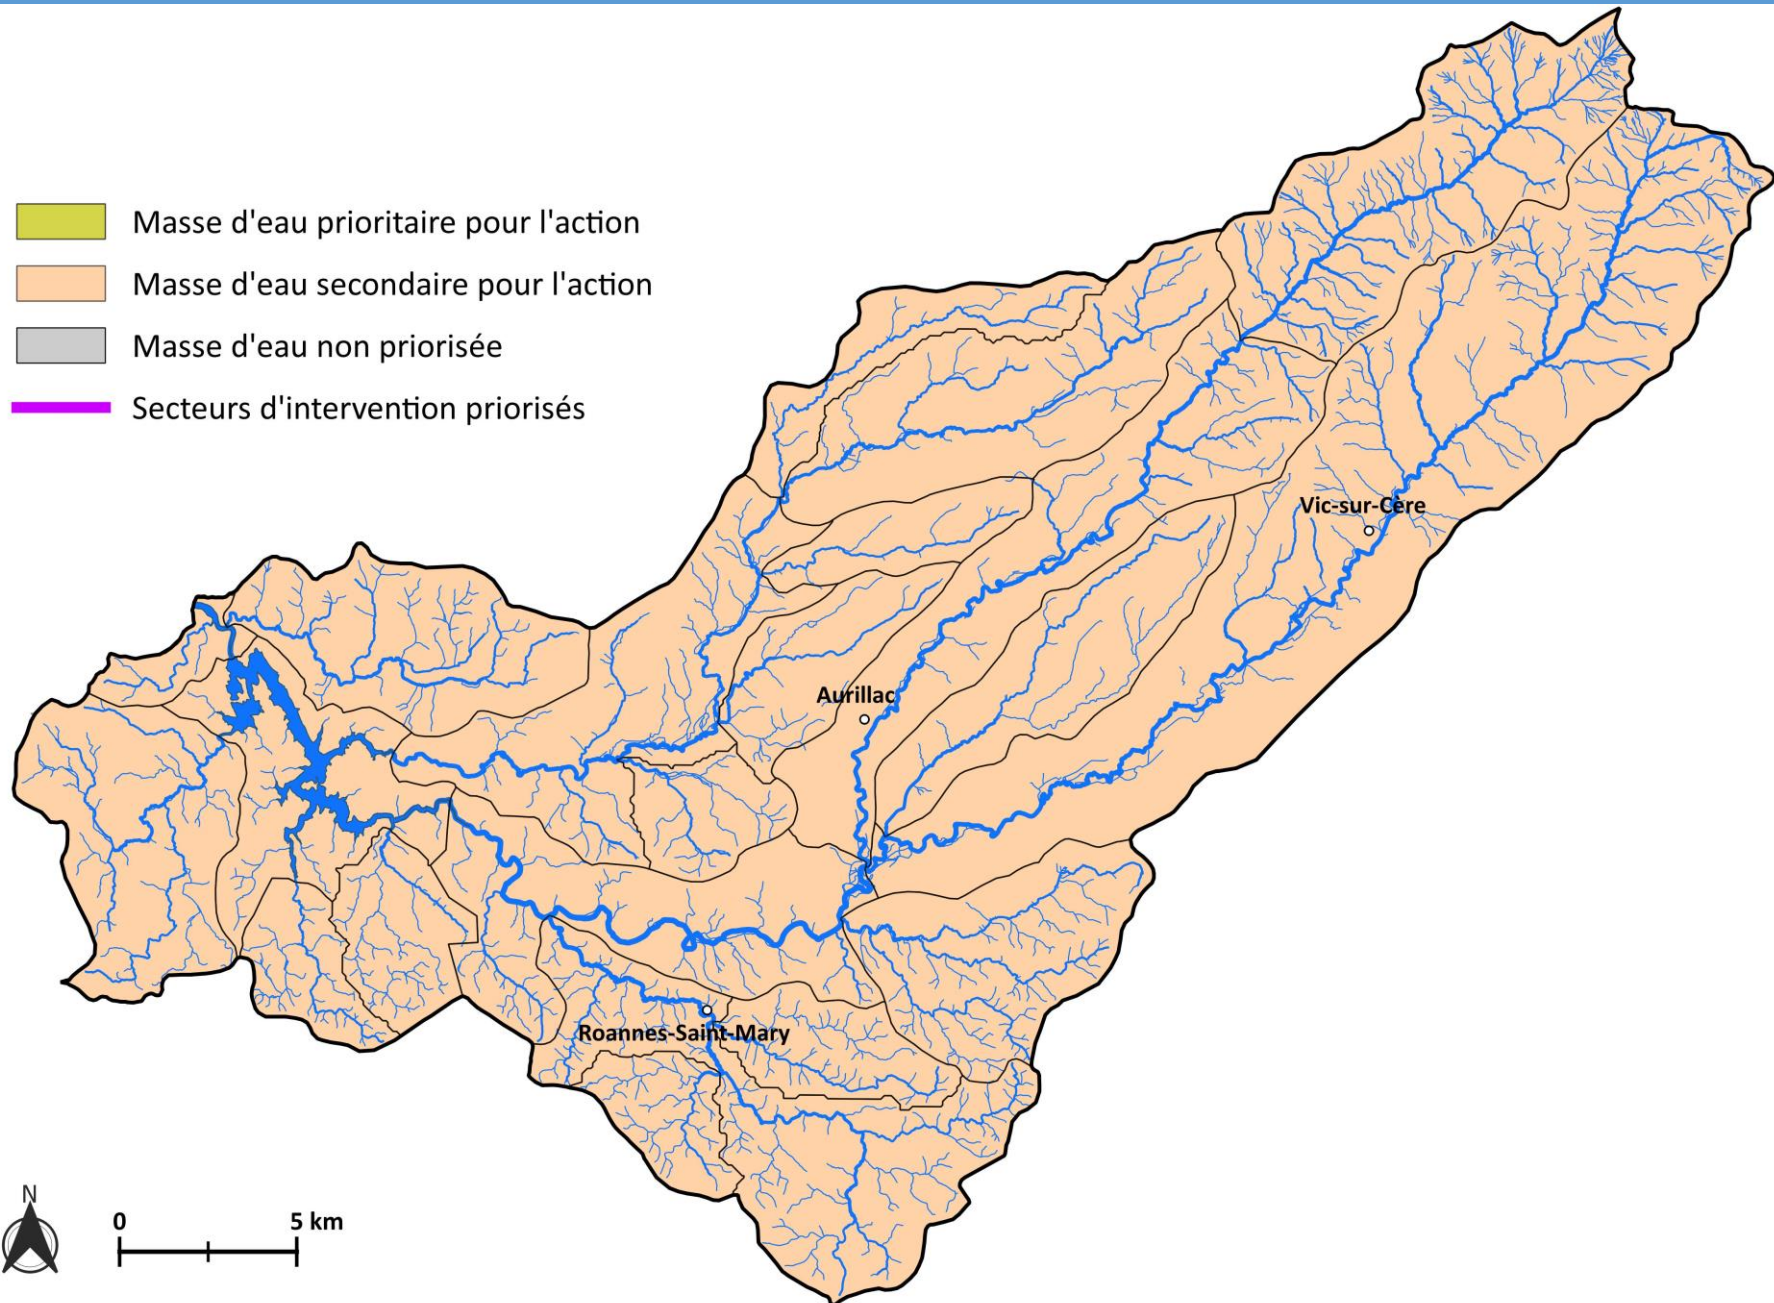 Masse d'eau prioritaire pour l'action
Masse d'eau secondaire pour l'action
Masse d'eau non priorisée
Secteurs d'intervention priorisés
Vic-sur-Cère
Aurillac
Roannes-Saint-Mary
N
0 5 km